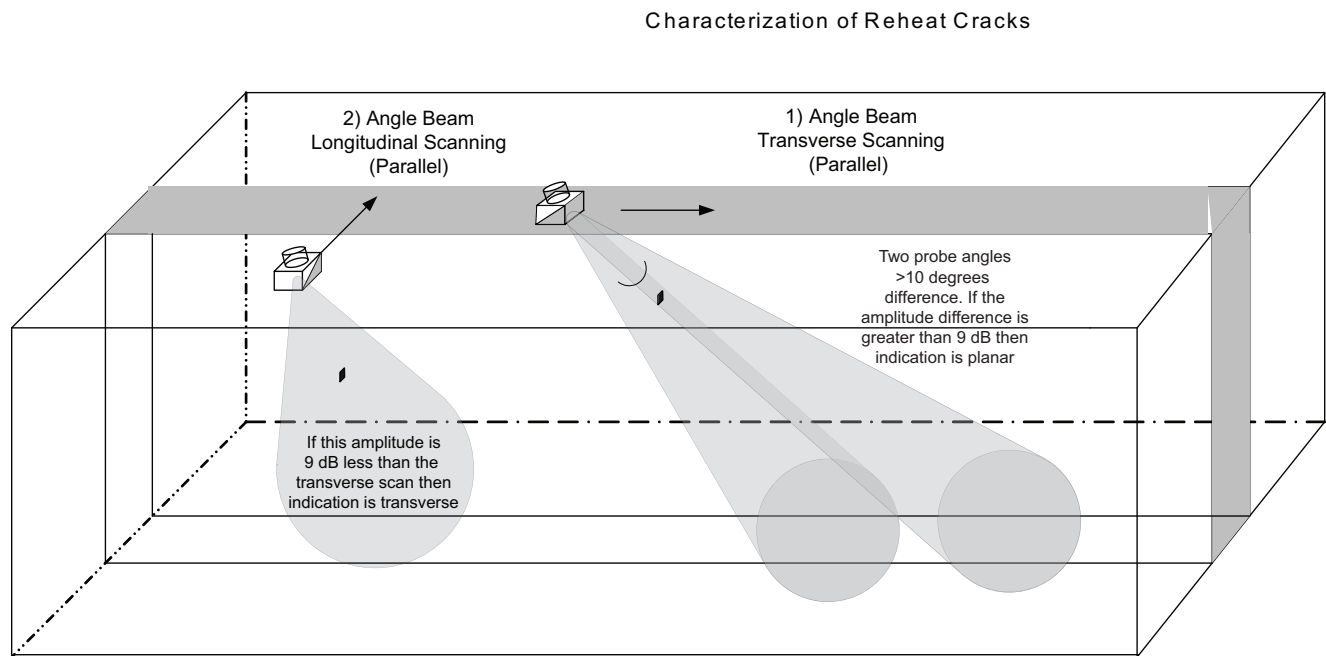 Characterization of Reheat Cracks
2) Angle Beam
Longitudinal Scanning
(Parallel)
1) Angle Beam
Transverse Scanning
(Parallel)
Two probe angles
>10 degrees
difference. If the
amplitude difference is
greater than 9 dB then
indication is planar
If this amplitude is
9 dB less than the
transverse scan then
indication is transverse